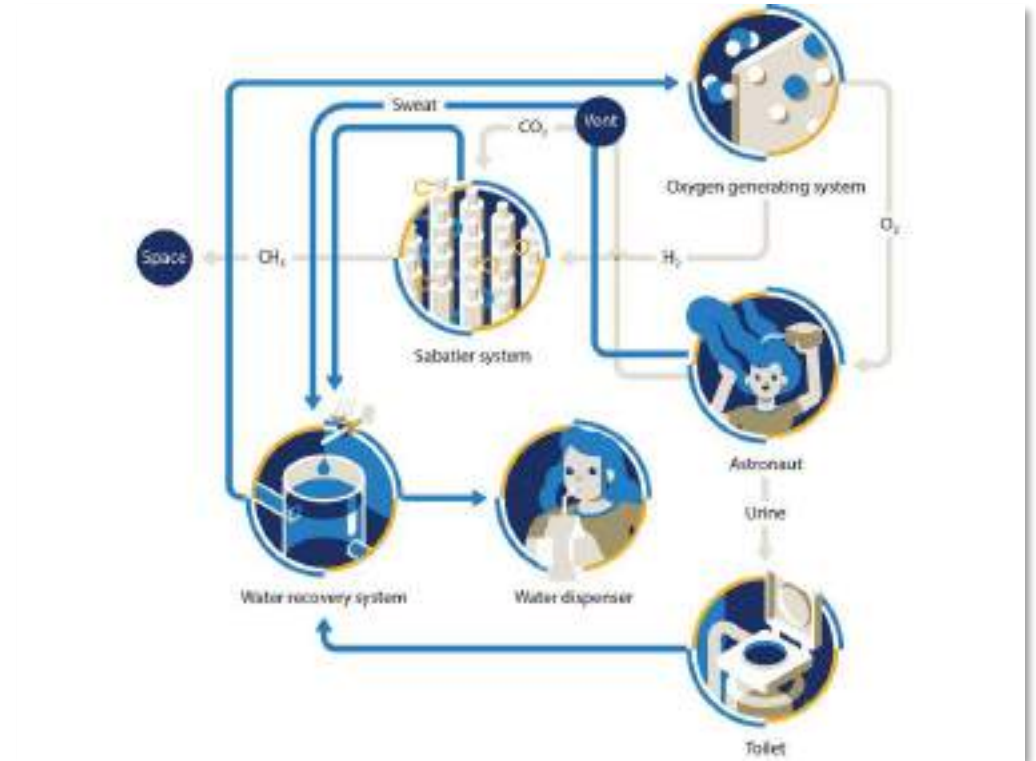 Sweat
CO₂
Vent
Oxygen generating system
O₂
Space
CH₄
H₂
Sabatier system
Astronaut
Urine
Water recovery system
Water dispenser
Toilet